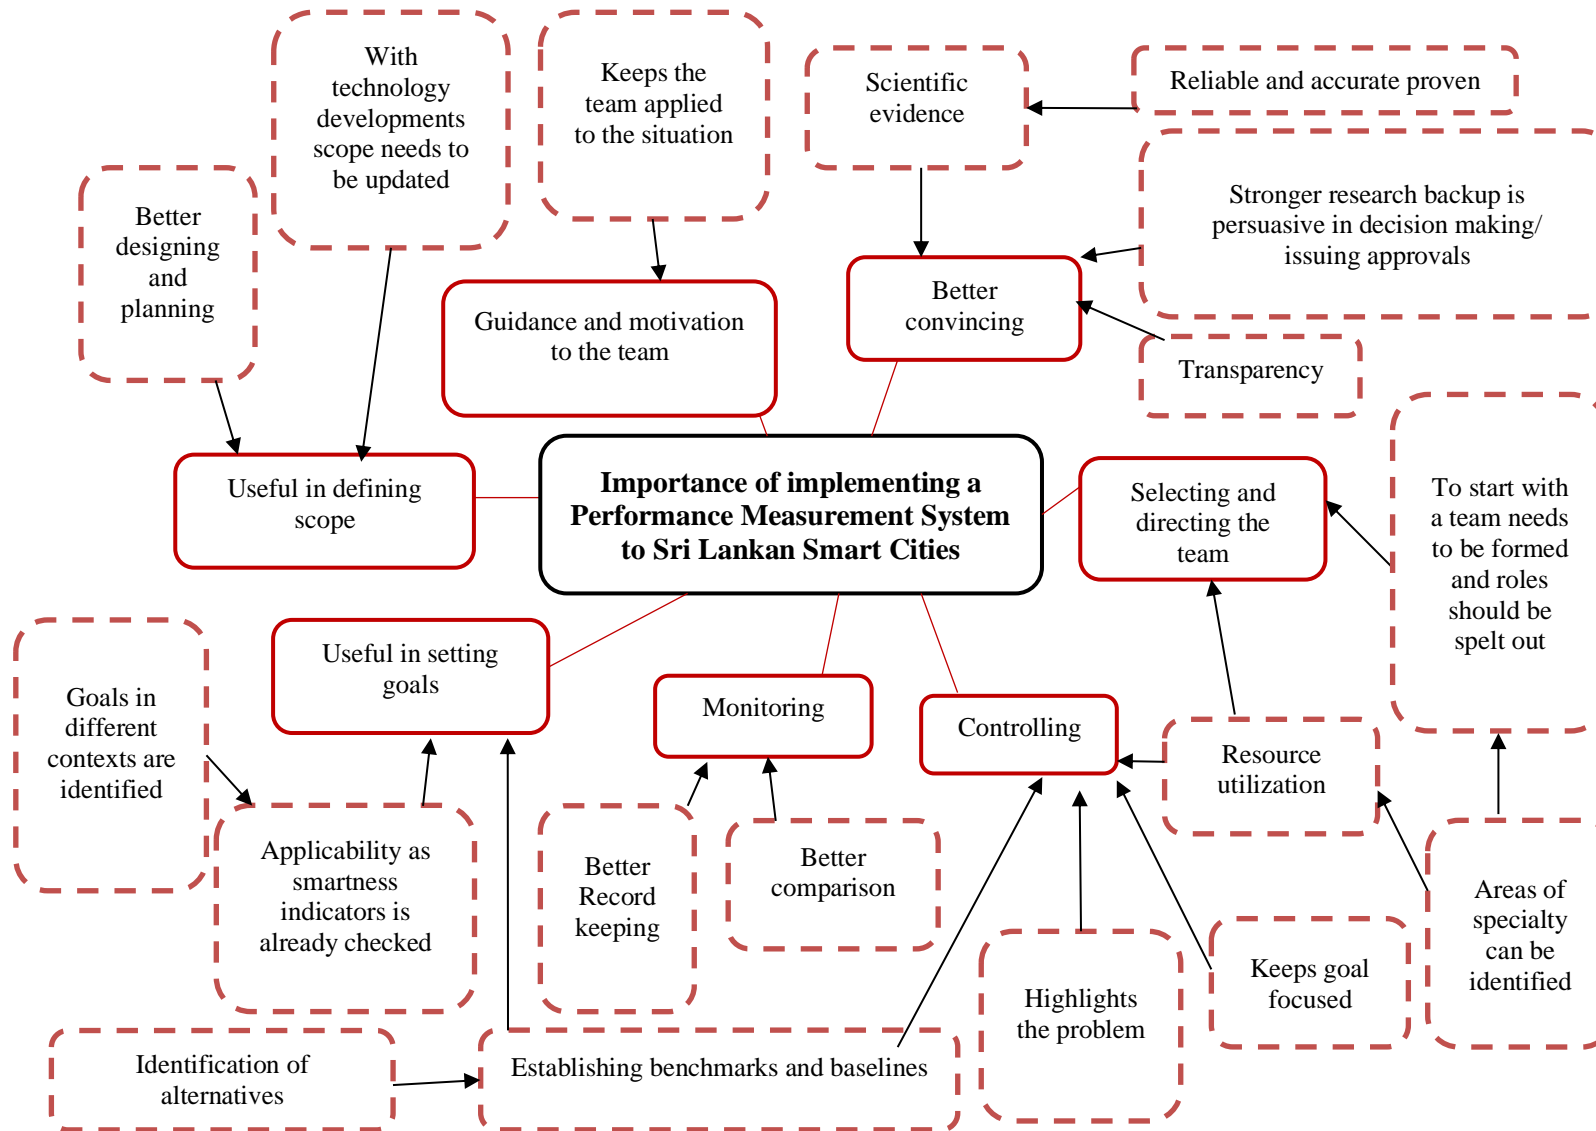 With
technology
developments
scope needs to
be updated
Keeps the
team applied
to the situation
Scientific
evidence
Reliable and accurate proven
Better
designing
and
planning
Stronger research backup is
persuasive in decision making/
issuing approvals
Guidance and motivation
to the team
Better
convincing
Transparency
Useful in defining
scope
Importance of implementing a
Performance Measurement System
to Sri Lankan Smart Cities
Selecting and
directing the
team
To start with
a team needs
to be formed
and roles
should be
spelt out
Goals in
different
contexts are
identified
Useful in setting
goals
Monitoring
Controlling
Resource
utilization
Applicability as
smartness
indicators is
already checked
Better
Record
keeping
Better
comparison
Highlights
the problem
Keeps goal
focused
Areas of
specialty
can be
identified
Identification of
alternatives
Establishing benchmarks and baselines